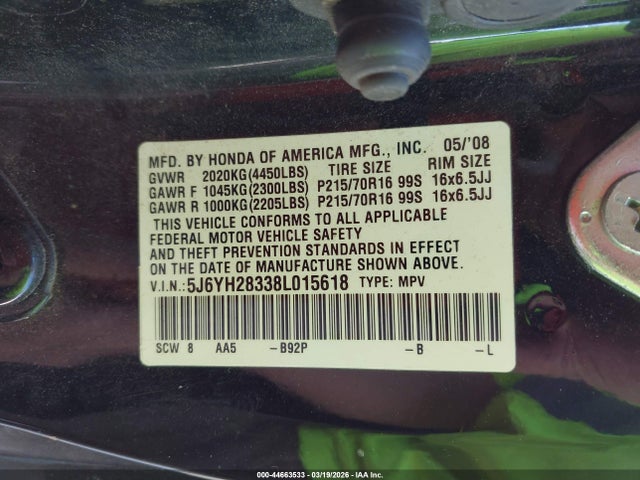 MFD. BY HONDA OF AMERICA MFG., INC. 05/'08
GVWR 2020KG(4450LBS) TIRE SIZE RIM SIZE
GAWR F 1045KG(2300LBS) P215/70R16 99S 16x6.5JJ
GAWR R 1000KG(2205LBS) P215/70R16 99S 16x6.5JJ
THIS VEHICLE CONFORMS TO ALL APPLICABLE
FEDERAL MOTOR VEHICLE SAFETY
AND THEFT PREVENTION STANDARDS IN EFFECT
ON THE DATE OF MANUFACTURE SHOWN ABOVE.
V.I.N.: 5J6YH28338L015618 TYPE: MPV
SCW 8 AA5 -B92P -B -L
000-44663533 - 03/19/2026 - IAA Inc.